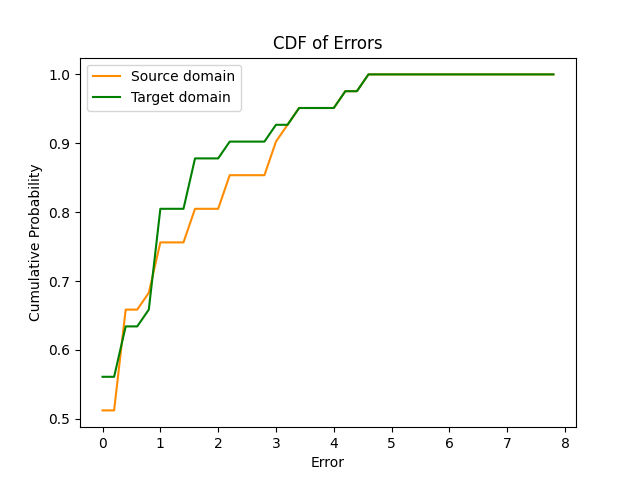 CDF of Errors
Source domain
Target domain
Cumulative Probability
1.0
0.9
0.8
0.7
0.6
0.5
0 1 2 3 4 5 6 7 8
Error